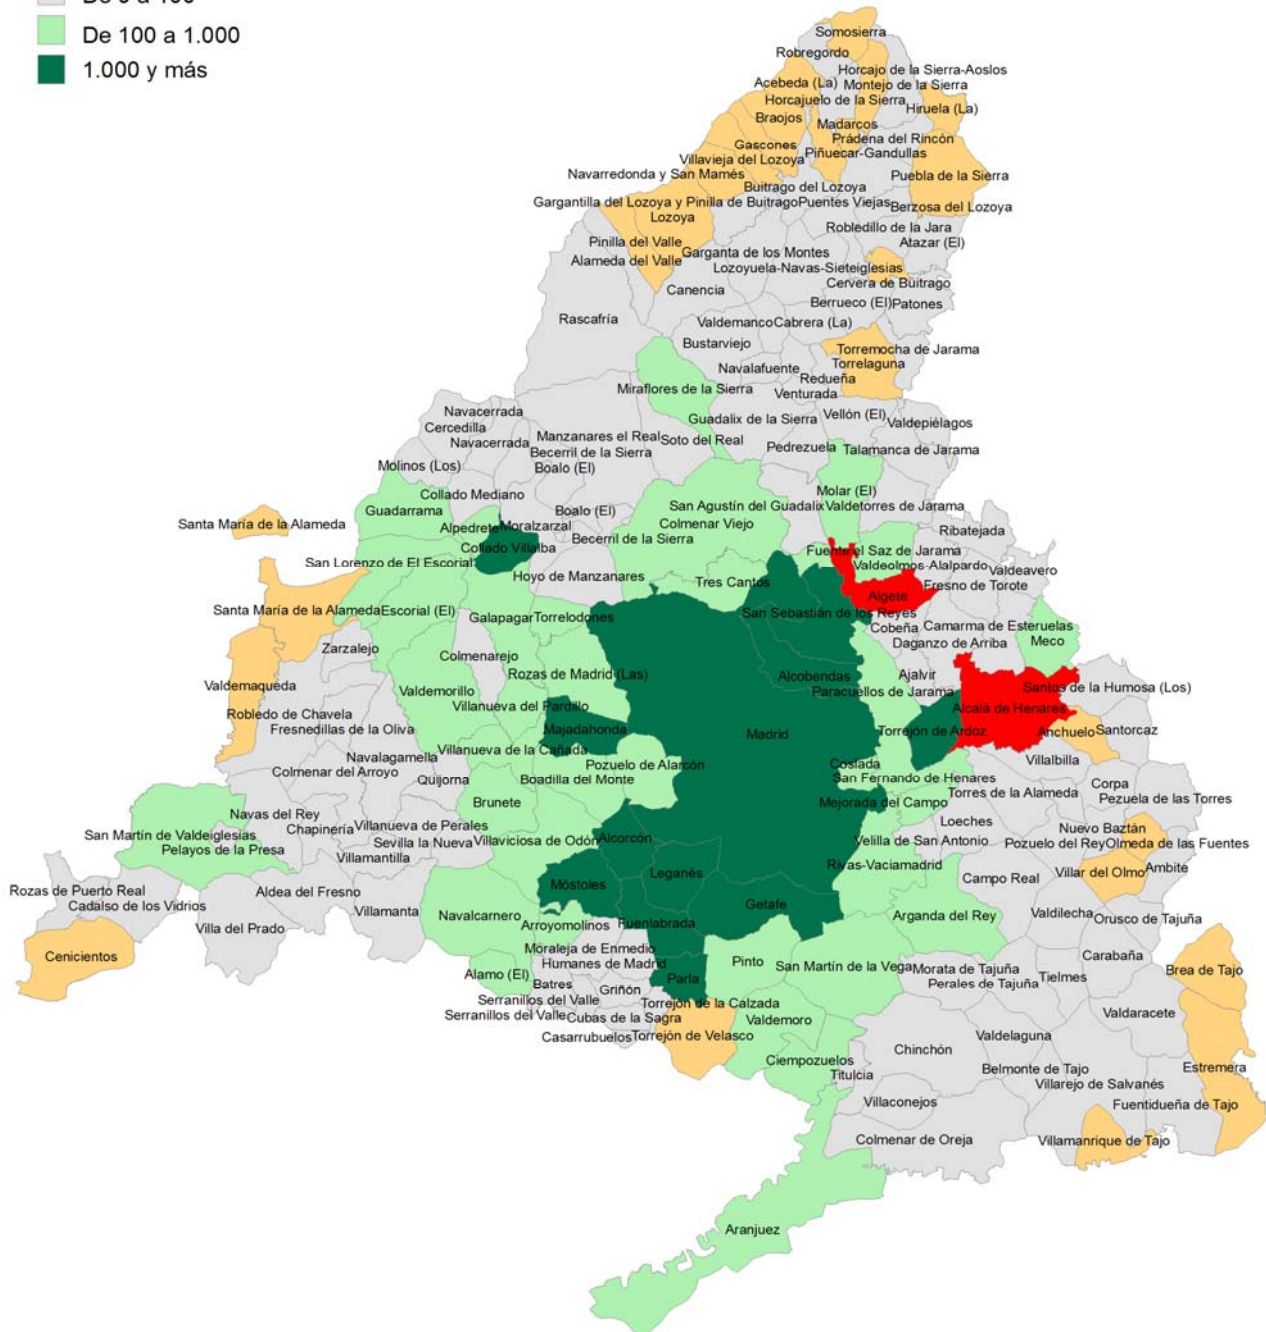 De 0 a 100
De 100 a 1.000
1.000 y más
Somosierra
Robregordo
Horcajo de la Sierra-Aoslos
Acebeda (La)
Montejo de la Sierra
Horcajuelo de la Sierra
Hiruela (La)
Braojos
Madarcos
Prádena del Rincón
Gascones
Piñuecar-Gandullas
Villavieja del Lozoya
Navarredonda y San Mamés
Puebla de la Sierra
Buitrago del Lozoya
Gargantilla del Lozoya y Pinilla de Buitrago
Puentes Viejas
Berzosa del Lozoya
Lozoya
Robledillo de la Jara
Pinilla del Valle
Atazar (El)
Garganta de los Montes
Alameda del Valle
Lozoyuela-Navas-Sieteiglesias
Cervera de Buitrago
Canencia
Berrueco (El)
Patones
Rascafría
Valdemanco
Cabrera (La)
Bustarviejo
Torremocha de Jarama
Torrelaguna
Navalafuente
Redueña
Miraflores de la Sierra
Venturada
Navacerrada
Guadalix de la Sierra
Vellón (El)
Valdepiélagos
Cercedilla
Navacerrada
Manzanares el Real
Soto del Real
Pedrezuela
Talamanca de Jarama
Becerril de la Sierra
Molinos (Los)
Boalo (El)
Collado Mediano
Molar (El)
Guadarrama
Boalo (El)
San Agustín del Guadalix
Valdetorres de Jarama
Santa María de la Alameda
Alpedrete
Moralzarzal
Colmenar Viejo
Ribatejada
Becerril de la Sierra
Collado Villalba
Fuente el Saz de Jarama
San Lorenzo de El Escorial
Valdeolmos-Alalpardo
Valdeavero
Hoyo de Manzanares
Tres Cantos
Fresno de Torote
Algete
Santa María de la Alameda
Escorial (El)
Galapagar
Torrelodones
San Sebastián de los Reyes
Cobeña
Camarma de Esteruelas
Zarzalejo
Daganzo de Arriba
Meco
Colmenarejo
Rozas de Madrid (Las)
Alcobendas
Ajalvir
Valdemaqueda
Valdemorillo
Paracuellos de Jarama
Santos de la Humosa (Los)
Villanueva del Pardillo
Alcalá de Henares
Robledo de Chavela
Fresnedillas de la Oliva
Majadahonda
Madrid
Torrejón de Ardoz
Anchuelo
Santorcaz
Villanueva de la Cañada
Navalagamella
Pozuelo de Alarcón
Coslada
Villalbilla
Colmenar del Arroyo
Quijorna
Boadilla del Monte
San Fernando de Henares
Corpa
Torres de la Alameda
Pezuela de las Torres
Brunete
Mejorada del Campo
Navas del Rey
Loeches
Chapinería
Villanueva de Perales
Nuevo Baztán
San Martín de Valdeiglesias
Sevilla la Nueva
Villaviciosa de Odón
Alcorcón
Velilla de San Antonio
Pozuelo del Rey
Olmeda de las Fuentes
Pelayos de la Presa
Villamantilla
Rivas-Vaciamadrid
Villar del Olmo
Ambite
Leganés
Campo Real
Rozas de Puerto Real
Aldea del Fresno
Móstoles
Cadalso de los Vidrios
Villamanta
Navalcarnero
Getafe
Arganda del Rey
Valdilecha
Orusco de Tajuña
Villa del Prado
Arroyomolinos
Fuenlabrada
Moraleja de Enmedio
Cenicientos
Carabaña
Humanes de Madrid
Pinto
San Martín de la Vega
Morata de Tajuña
Brea de Tajo
Alamo (El)
Parla
Tielmes
Batres
Griñón
Perales de Tajuña
Serranillos del Valle
Torrejón de la Calzada
Serranillos del Valle
Cubas de la Sagra
Valdemoro
Valdaracete
Casarrubuelos
Torrejón de Velasco
Valdelaguna
Chinchón
Ciempozuelos
Belmonte de Tajo
Estremera
Titulcia
Villarejo de Salvanés
Villaconejos
Fuentidueña de Tajo
Colmenar de Oreja
Villamanrique de Tajo
Aranjuez